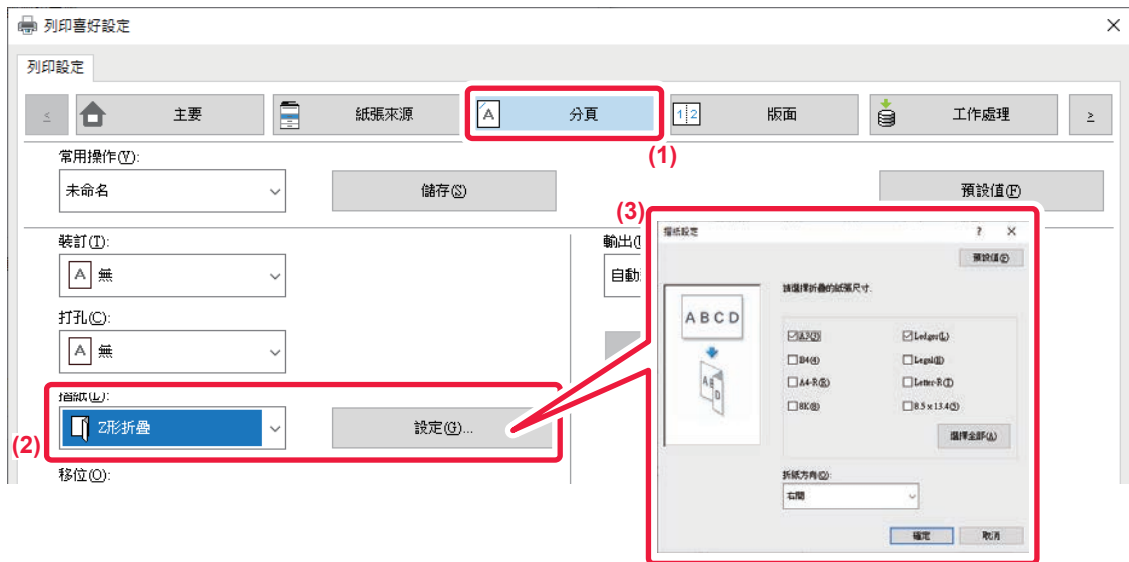 列印喜好設定
列印設定
主要
紙張來源
分頁
版面
工作處理
(1)
常用操作(V):
未命名
儲存(S)
預設值(F)
(3)
裝訂(T):
無
輸出(
自動
打孔(C):
無
摺紙(L):
(2)
Z形折疊
設定(G)...
移位(O):
摺紙設定
預設值(F)
請選擇折疊的紙張尺寸.
A B C D
A3(3)
Ledger(L)
B4(4)
Legal(E)
A4-R(R)
Letter-R(T)
8K(8)
8.5 x 13.4(5)
選擇全部(A)
折紙方向(O):
右開
確定
取消